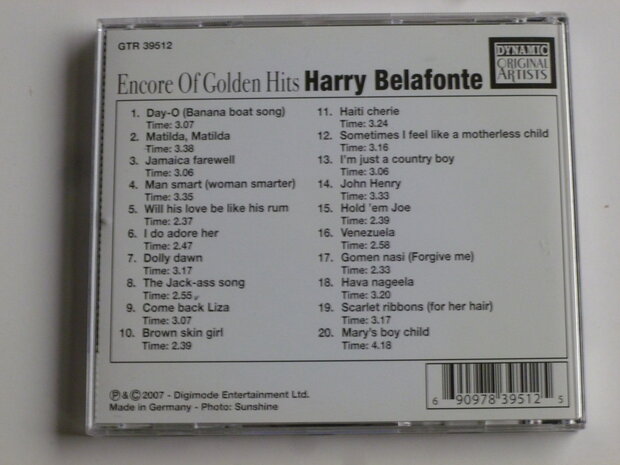 GTR 39512
DYNAMIC
ORIGINAL
ARTISTS
Encore Of Golden Hits Harry Belafonte
1. Day-O (Banana boat song)
Time: 3.07
2. Matilda, Matilda
Time: 3.38
3. Jamaica farewell
Time: 3.06
4. Man smart (woman smarter)
Time: 3.35
5. Will his love be like his rum
Time: 2.37
6. I do adore her
Time: 2.47
7. Dolly dawn
Time: 3.17
8. The Jack-ass song
Time: 2.55
9. Come back Liza
Time: 3.07
10. Brown skin girl
Time: 2.39
11. Haiti cherie
Time: 3.24
12. Sometimes I feel like a motherless child
Time: 3.16
13. I'm just a country boy
Time: 3.06
14. John Henry
Time: 3.33
15. Hold 'em Joe
Time: 2.39
16. Venezuela
Time: 2.58
17. Gomen nasi (Forgive me)
Time: 2.33
18. Hava nageela
Time: 3.20
19. Scarlet ribbons (for her hair)
Time: 3.17
20. Mary's boy child
Time: 4.18
℗&©2007 - Digimode Entertainment Ltd.
Made in Germany - Photo: Sunshine
6 90978 39512 5